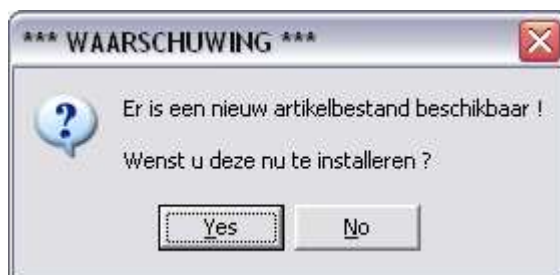 *** WAARSCHUWING ***
Er is een nieuw artikelbestand beschikbaar !
Wenst u deze nu te installeren ?
Yes No